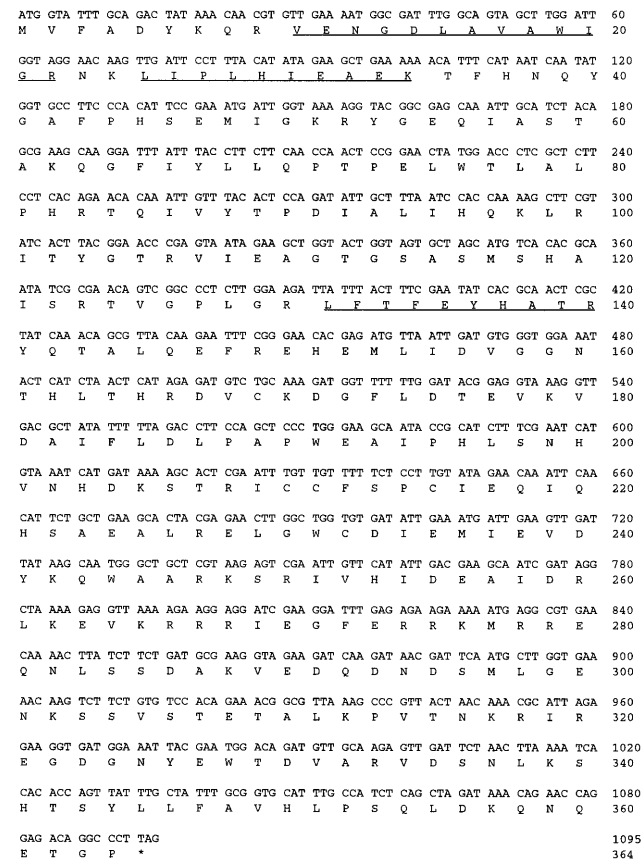 ATG GTA TTT GCA GAC TAT AAA CAA CGT GTT GAA AAT GGC GAT TTG GCA GTA GCT TGG ATT 60
M V F A D Y K Q R V E N G D L A V A W I 20
GGT AGG AAC AAG TTG ATT CCT TTA CAT ATA GAA GCT GAA AAA ACA TTT CAT AAT CAA TAT 120
G R N K L I P L H I E A E K T F H N Q Y 40
GGT GCC TTC CCA CAT TCC GAA ATG ATT GGT AAA AGG TAC GGC GAG CAA ATT GCA TCT ACA 180
G A F P H S E M I G K R Y G E Q I A S T 60
GCG AAG CAA GGA TTT ATT TAC CTT CTT CAA CCA ACT CCG GAA CTA TGG ACC CTC GCT CTT 240
A K Q G F I Y L L Q P T P E L W T L A L 80
CCT CAC AGA ACA CAA ATT GTT TAC ACT CCA GAT ATT GCT TTA ATC CAC CAA AAG CTT CGT 300
P H R T Q I V Y T P D I A L I H Q K L R 100
ATC ACT TAC GGA ACC CGA GTA ATA GAA GCT GGT ACT GGT AGT GCT AGC ATG TCA CAC GCA 360
I T Y G T R V I E A G T G S A S M S H A 120
ATA TCG CGA ACA GTC GGC CCT CTT GGA AGA TTA TTT ACT TTC GAA TAT CAC GCA ACT CGC 420
I S R T V G P L G R L F T F E Y H A T R 140
TAT CAA ACA GCG TTA CAA GAA TTT CGG GAA CAC GAG ATG TTA ATT GAT GTG GGT GGA AAT 480
Y Q T A L Q E F R E H E M L I D V G G N 160
ACT CAT CTA ACT CAT AGA GAT GTC TGC AAA GAT GGT TTT TTG GAT ACG GAG GTA AAG GTT 540
T H L T H R D V C K D G F L D T E V K V 180
GAC GCT ATA TTT TTA GAC CTT CCA GCT CCC TGG GAA GCA ATA CCG CAT CTT TCG AAT CAT 600
D A I F L D L P A P W E A I P H L S N H 200
GTA AAT CAT GAT AAA AGC ACT CGA ATT TGT TGT TTT TCT CCT TGT ATA GAA CAA ATT CAA 660
V N H D K S T R I C C F S P C I E Q I Q 220
CAT TCT GCT GAA GCA CTA CGA GAA CTT GGC TGG TGT GAT ATT GAA ATG ATT GAA GTT GAT 720
H S A E A L R E L G W C D I E M I E V D 240
TAT AAG CAA TGG GCT GCT CGT AAG AGT CGA ATT GTT CAT ATT GAC GAA GCA ATC GAT AGG 780
Y K Q W A A R K S R I V H I D E A I D R 260
CTA AAA GAG GTT AAA AGA AGG AGG ATC GAA GGA TTT GAG AGA AGA AAA ATG AGG CGT GAA 840
L K E V K R R R I E G F E R R K M R R E 280
CAA AAC TTA TCT TCT GAT GCG AAG GTA GAA GAT CAA GAT AAC GAT TCA ATG CTT GGT GAA 900
Q N L S S D A K V E D Q D N D S M L G E 300
AAC AAG TCT TCT GTG TCC ACA GAA ACG GCG TTA AAG CCC GTT ACT AAC AAA CGC ATT AGA 960
N K S S V S T E T A L K P V T N K R I R 320
GAA GGT GAT GGA AAT TAC GAA TGG ACA GAT GTT GCA AGA GTT GAT TCT AAC TTA AAA TCA 1020
E G D G N Y E W T D V A R V D S N L K S 340
CAC ACC AGT TAT TTG CTA TTT GCG GTG CAT TTG CCA TCT CAG CTA GAT AAA CAG AAC CAG 1080
H T S Y L L F A V H L P S Q L D K Q N Q 360
GAG ACA GGC CCT TAG 1095
E T G P * 364